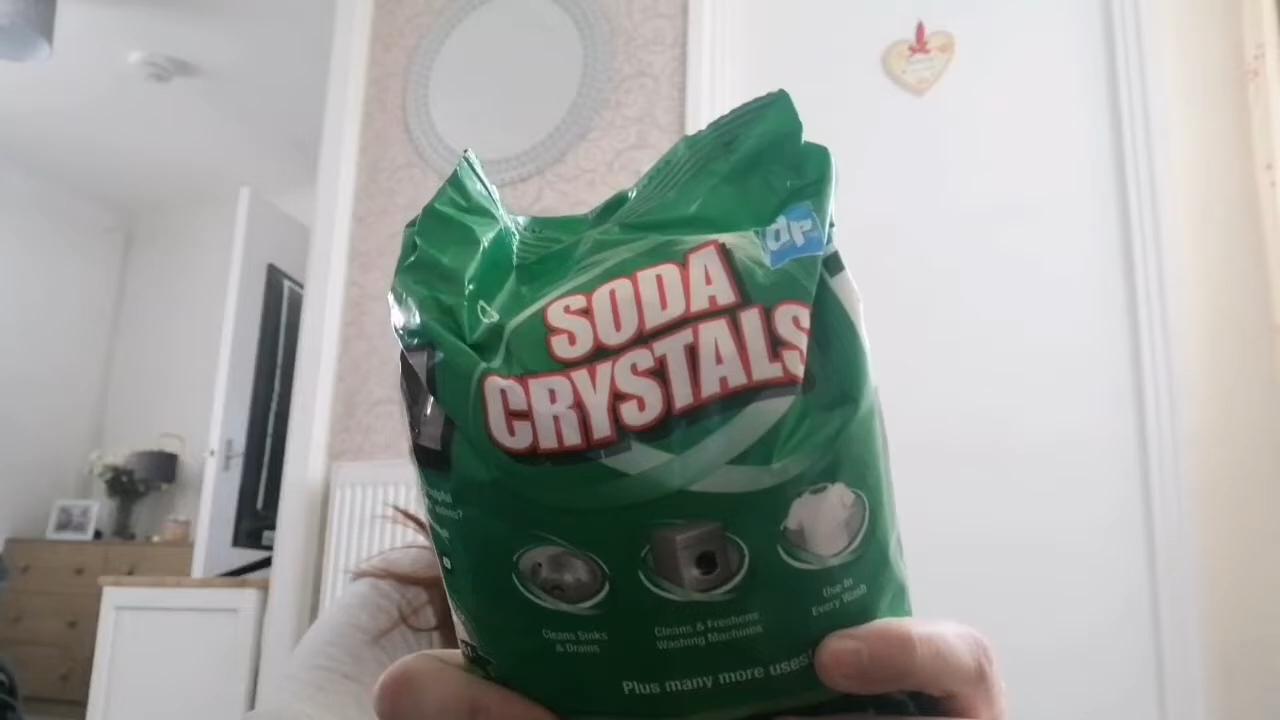 dp
SODA
CRYSTALS
Cleans Sinks
& Drains
Cleans & Freshens
Washing Machines
Use in
Every Wash
Plus many more uses!